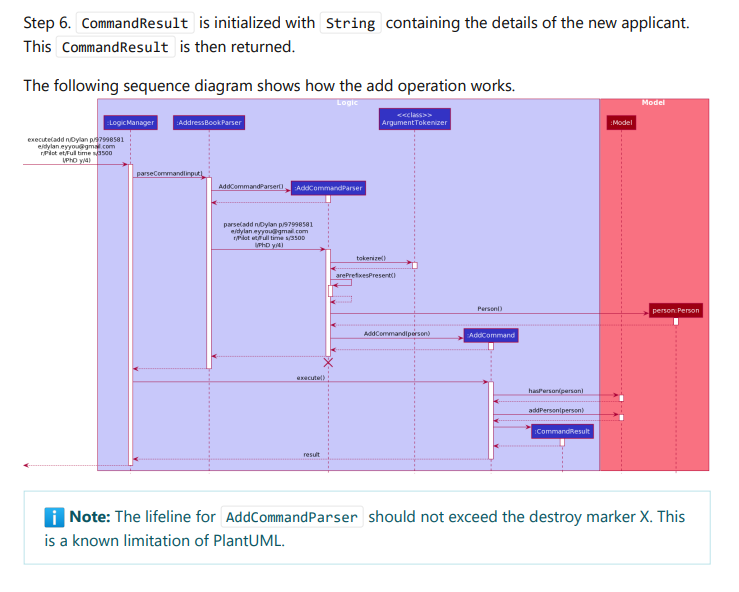 Step 6. CommandResult is initialized with String containing the details of the new applicant.
This CommandResult is then returned.
The following sequence diagram shows how the add operation works.
Logic
Model
:LogicManager
:AddressBookParser
<<class>>
ArgumentTokenizer
:Model
execute(add n/Dylan p/97998581
e/dylan.eyyou@gmail.com
r/Pilot et/Full time s/3500
l/PhD y/4)
parseCommand(input)
AddCommandParser()
:AddCommandParser
parse(add n/Dylan p/97998581
e/dylan.eyyou@gmail.com
r/Pilot et/Full time s/3500
l/PhD y/4)
tokenize()
arePrefixesPresent()
Person()
person:Person
AddCommand(person)
:AddCommand
execute()
hasPerson(person)
addPerson(person)
:CommandResult
result
i Note: The lifeline for AddCommandParser should not exceed the destroy marker X. This
is a known limitation of PlantUML.